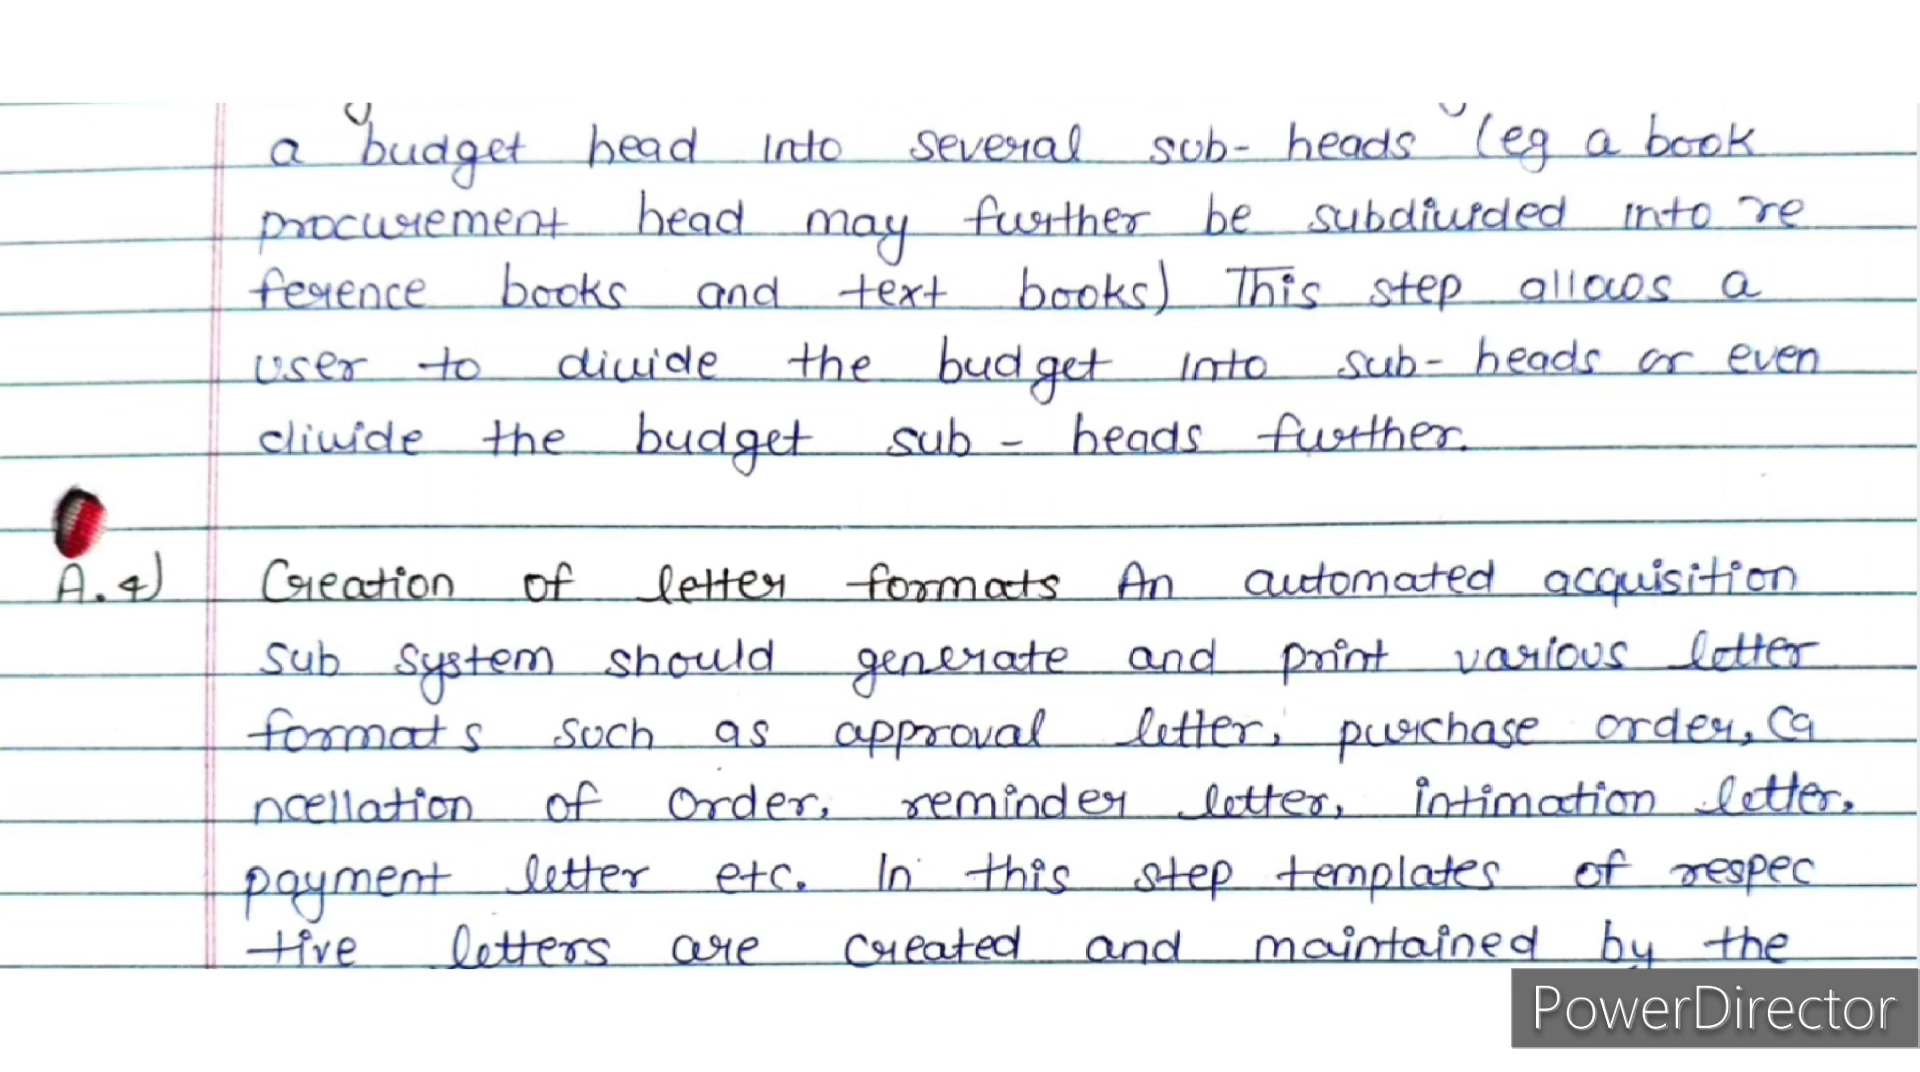 a budget head into several sub- heads (eg a book
procurement head may further be subdivided into re
ference books and text books) This step allows a
user to divide the budget into sub- heads or even
divide the budget sub - heads further.
A.4) Creation of letter formats An automated acquisition
sub system should generate and print various letter
formats such as approval letter, purchase order, ca
ncellation of order, reminder letter, intimation letter,
payment letter etc. In this step templates of respec
tive letters are created and maintained by the
PowerDirector